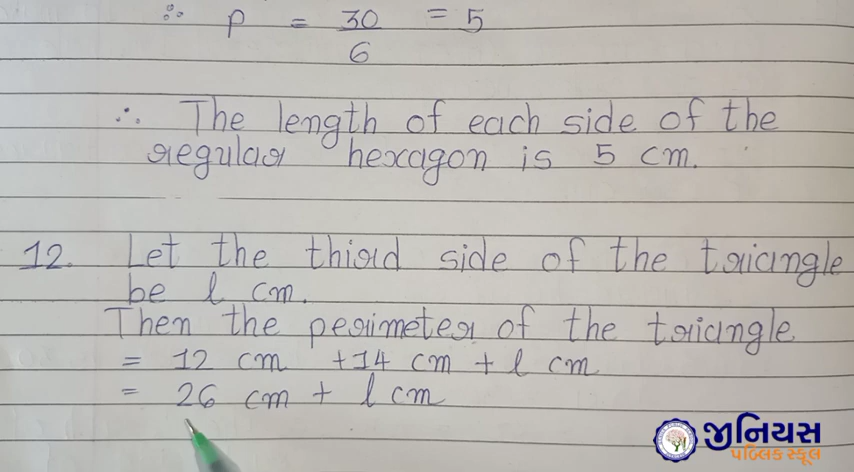 ∴ p = 30/6 = 5
∴ The length of each side of the
regular hexagon is 5 cm.
12. Let the third side of the triangle
be l cm.
Then the perimeter of the triangle
= 12 cm + 14 cm + l cm
= 26 cm + l cm
જીનિયસ
પબ્લિક સ્કૂલ